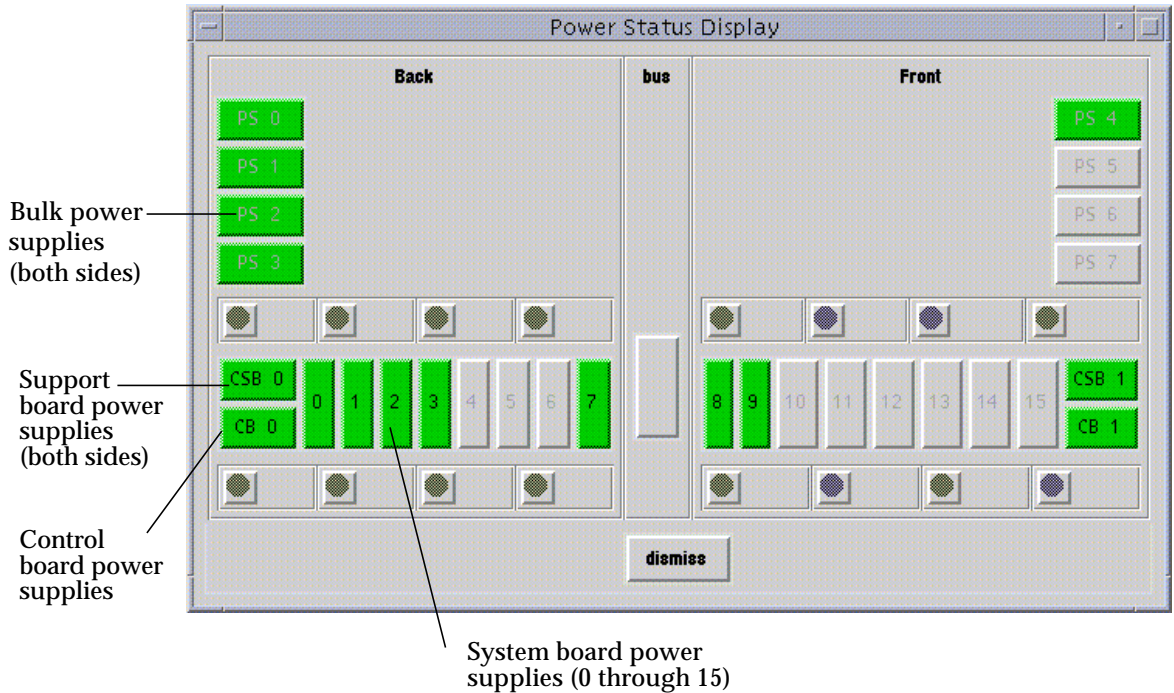 Power Status Display
Back
bus
Front
PS 0
PS 4
PS 1
PS 5
Bulk power
supplies
(both sides)
PS 2
PS 6
PS 3
PS 7
Support
board power
supplies
(both sides)
CSB 0
CB 0
0 1 2 3 4 5 6 7
8 9 10 11 12 13 14 15
CSB 1
CB 1
Control
board power
supplies
dismiss
System board power
supplies (0 through 15)